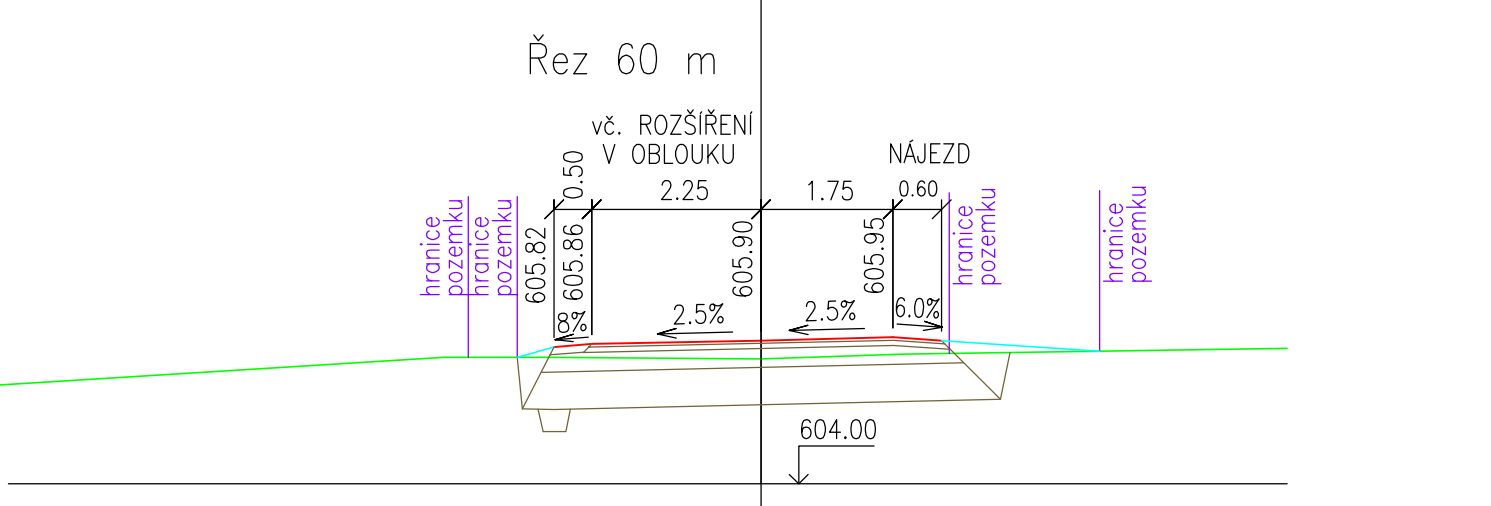 Řez 60 m
vč. ROZŠÍŘENÍ
V OBLOUKU
NÁJEZD
0.50
2.25
1.75
0.60
hranice
pozemku
hranice
pozemku
605.82
605.86
605.90
605.95
hranice
pozemku
hranice
pozemku
8%
2.5%
2.5%
6.0%
604.00